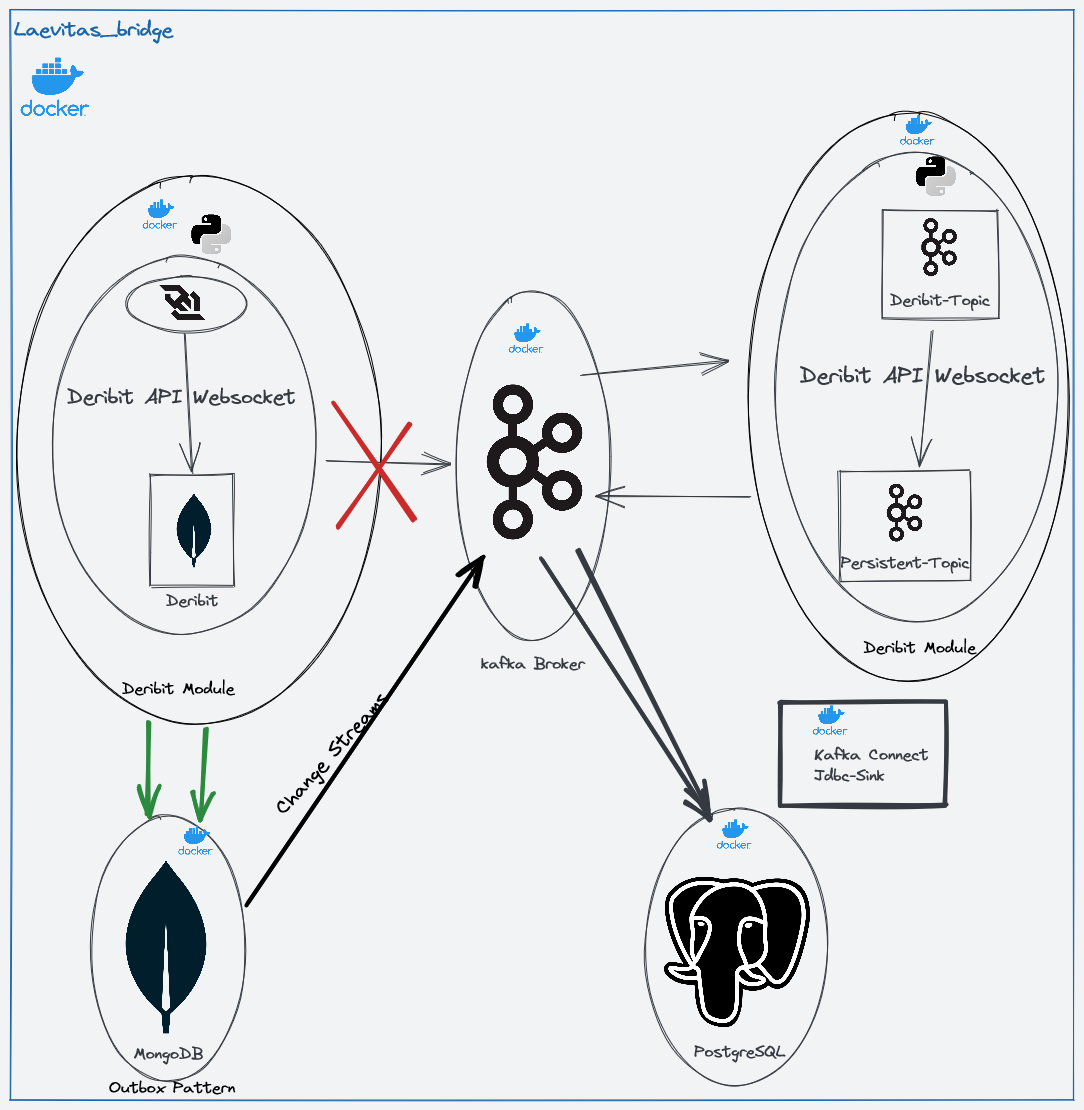 Laevitas_bridge
docker
docker
docker
Deribit-Topic
docker
Deribit API Websocket
Deribit API Websocket
Persistent-Topic
Deribit
Deribit Module
kafka Broker
Deribit Module
Change Streams
docker
Kafka Connect
Jdbc-Sink
docker
docker
MongoDB
PostgreSQL
Outbox Pattern